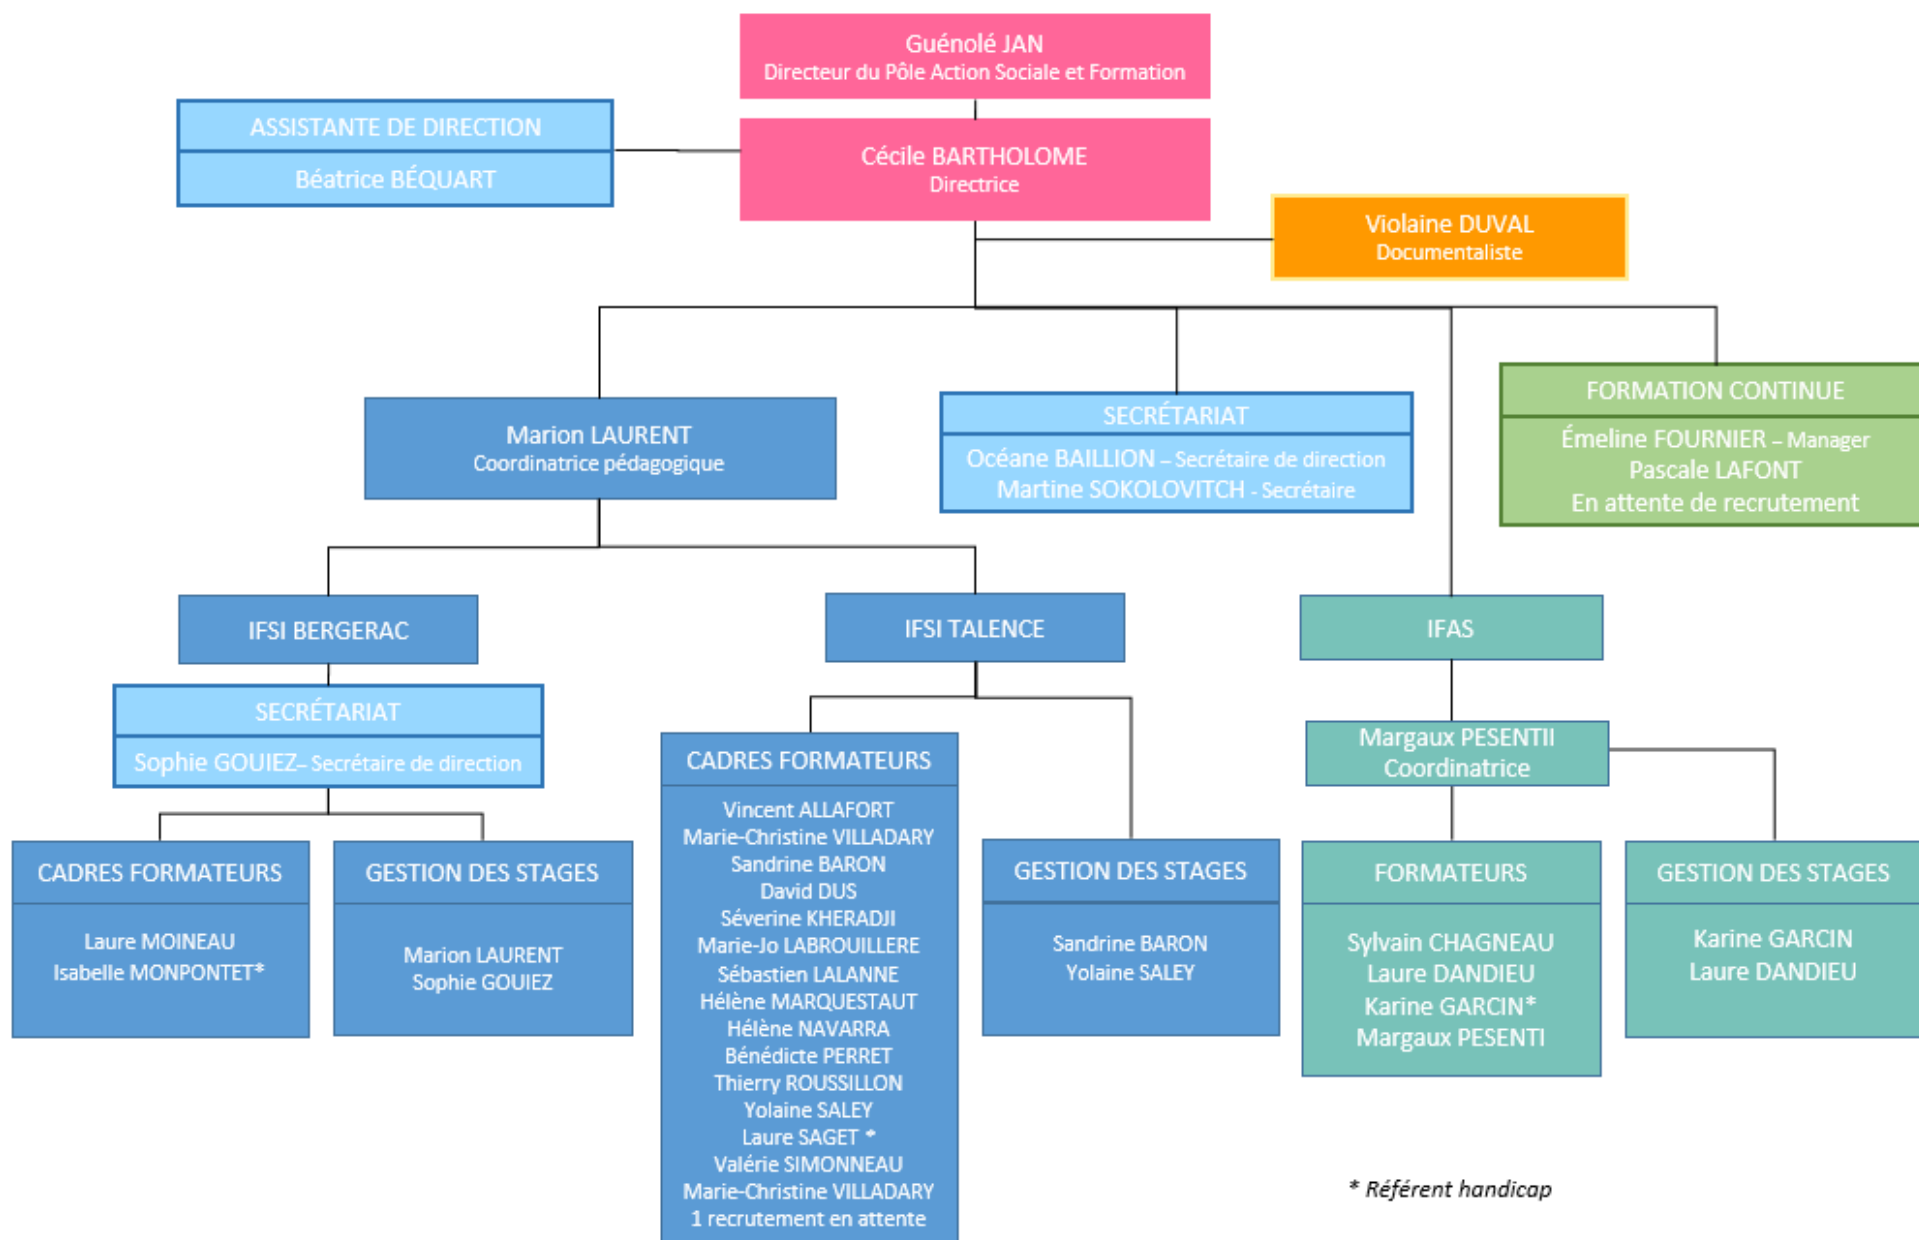 Guénolé JAN
Directeur du Pôle Action Sociale et Formation
ASSISTANTE DE DIRECTION
Béatrice BÉQUART
Cécile BARTHOLOME
Directrice
Violaine DUVAL
Documentaliste
Marion LAURENT
Coordinatrice pédagogique
SECRÉTARIAT
Océane BAILLION – Secrétaire de direction
Martine SOKOLOVITCH - Secrétaire
FORMATION CONTINUE
Émeline FOURNIER – Manager
Pascale LAFONT
En attente de recrutement
IFSI BERGERAC
SECRÉTARIAT
Sophie GOUIEZ– Secrétaire de direction
CADRES FORMATEURS
Laure MOINEAU
Isabelle MONPONTET*
GESTION DES STAGES
Marion LAURENT
Sophie GOUIEZ
IFSI TALENCE
CADRES FORMATEURS
Vincent ALLAFORT
Marie-Christine VILLADARY
Sandrine BARON
David DUS
Séverine KHERADJI
Marie-Jo LABROUILLERE
Sébastien LALANNE
Hélène MARQUESTAUT
Hélène NAVARRA
Bénédicte PERRET
Thierry ROUSSILLON
Yolaine SALEY
Laure SAGET *
Valérie SIMONNEAU
Marie-Christine VILLADARY
1 recrutement en attente
GESTION DES STAGES
Sandrine BARON
Yolaine SALEY
IFAS
Margaux PESENTII
Coordinatrice
FORMATEURS
Sylvain CHAGNEAU
Laure DANDIEU
Karine GARCIN*
Margaux PESENTI
GESTION DES STAGES
Karine GARCIN
Laure DANDIEU
* Référent handicap